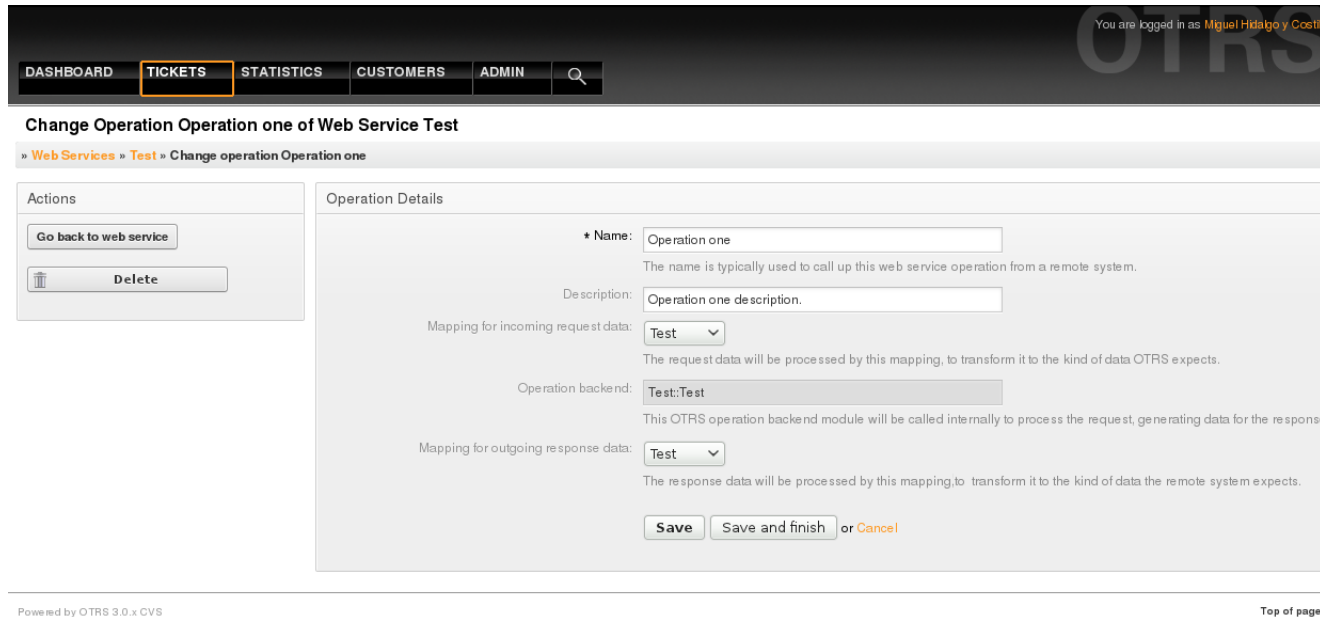 OTRS
You are logged in as Miguel Hidalgo y Costi
DASHBOARD TICKETS STATISTICS CUSTOMERS ADMIN
Change Operation Operation one of Web Service Test
» Web Services » Test » Change operation Operation one
Actions
Go back to web service
Delete
Operation Details
* Name: Operation one
The name is typically used to call up this web service operation from a remote system.
Description: Operation one description.
Mapping for incoming request data: Test
The request data will be processed by this mapping, to transform it to the kind of data OTRS expects.
Operation backend: Test::Test
This OTRS operation backend module will be called internally to process the request, generating data for the respons
Mapping for outgoing response data: Test
The response data will be processed by this mapping,to transform it to the kind of data the remote system expects.
Save Save and finish or Cancel
Powered by OTRS 3.0.x CVS
Top of page